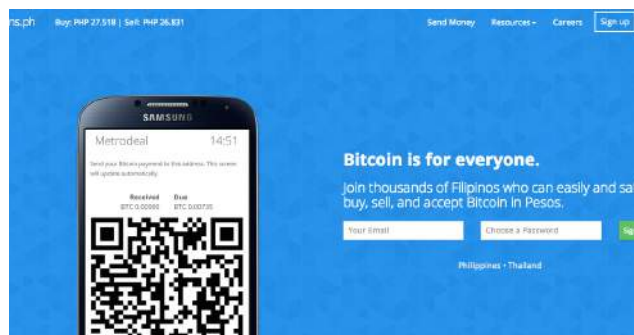 ns.ph Buy: PHP 27.518 | Sell: PHP 26.831 Send Money Resources Careers Sign up
SAMSUNG
Metrodeal 14:51
Send your Bitcoin payment to this address. This screen
will update automatically.
Received Due
BTC 0.00000 BTC 0.00735
Bitcoin is for everyone.
Join thousands of Filipinos who can easily and sa
buy, sell, and accept Bitcoin in Pesos.
Your Email Choose a Password Sig
Philippines • Thailand